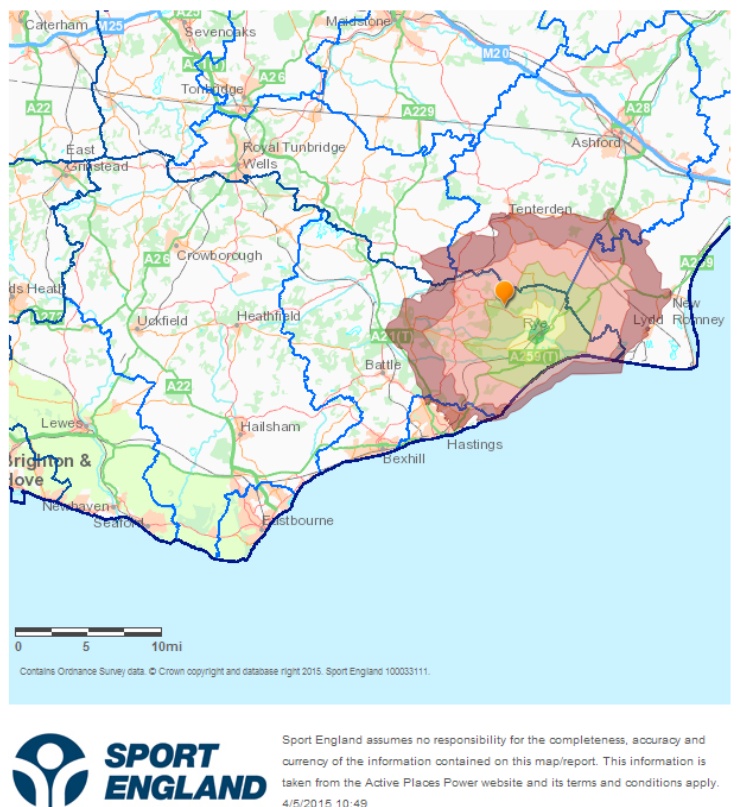 Caterham
M25
Sevenoaks
Maidstone
A26
M20
Tonbridge
A22
A229
A28
East
Grinstead
Royal Tunbridge
Wells
Ashford
Tenterden
A26
Crowborough
ds Heath
Uckfield
Heathfield
A21(T)
Rye
New
Lydd Romney
A259(T)
Battle
A22
Lewes
Hailsham
Hastings
Bexhill
Brighton &
Hove
Newhaven
Seaford
Eastbourne
0 5 10mi
Contains Ordnance Survey data. © Crown copyright and database right 2015. Sport England 100033111.
SPORT
ENGLAND
Sport England assumes no responsibility for the completeness, accuracy and
currency of the information contained on this map/report. This information is
taken from the Active Places Power website and its terms and conditions apply.
4/5/2015 10:49